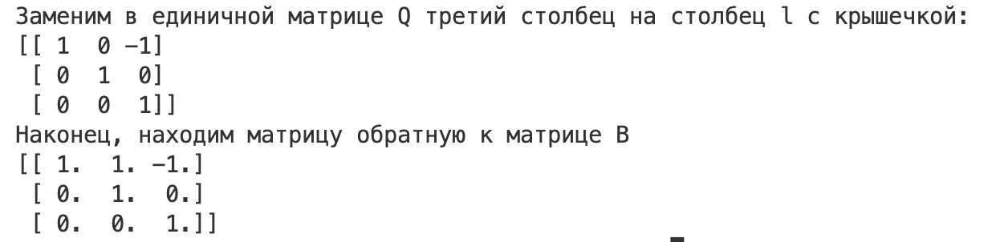 Заменим в единичной матрице Q третий столбец на столбец l с крышечкой:
[[ 1  0 -1]
 [ 0  1  0]
 [ 0  0  1]]
Наконец, находим матрицу обратную к матрице B
[[ 1.  1. -1.]
 [ 0.  1.  0.]
 [ 0.  0.  1.]]